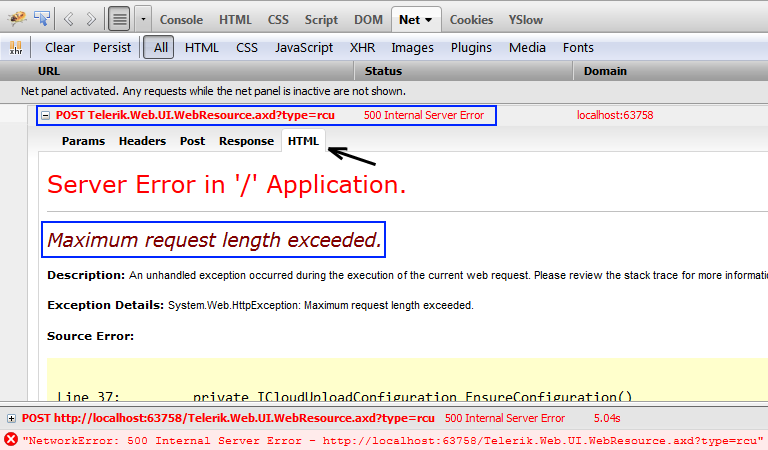 Console HTML CSS Script DOM Net Cookies YSlow
xhr Clear Persist All HTML CSS JavaScript XHR Images Plugins Media Fonts
URL Status Domain
Net panel activated. Any requests while the net panel is inactive are not shown.
POST Telerik.Web.UI.WebResource.axd?type=rcu 500 Internal Server Error localhost:63758
Params Headers Post Response HTML
Server Error in '/' Application.
Maximum request length exceeded.
Description: An unhandled exception occurred during the execution of the current web request. Please review the stack trace for more informatio
Exception Details: System.Web.HttpException: Maximum request length exceeded.
Source Error:
Line 37: private ICloudUploadConfiguration EnsureConfiguration()
POST http://localhost:63758/Telerik.Web.UI.WebResource.axd?type=rcu 500 Internal Server Error 5.04s
"NetworkError: 500 Internal Server Error - http://localhost:63758/Telerik.Web.UI.WebResource.axd?type=rcu"